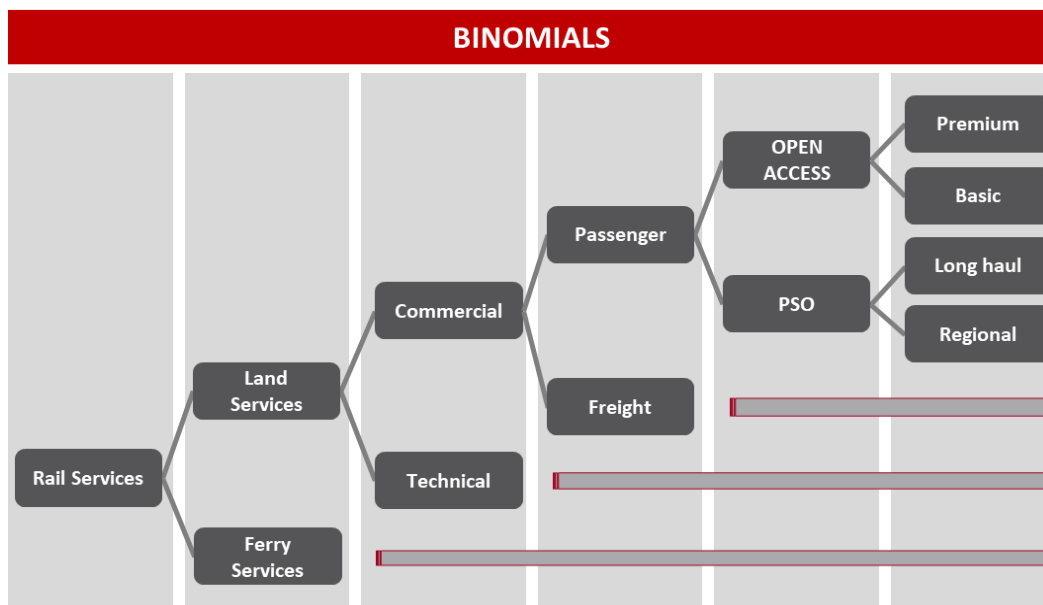 BINOMIALS
Rail Services
Land
Services
Ferry
Services
Commercial
Technical
Passenger
Freight
OPEN
ACCESS
PSO
Premium
Basic
Long haul
Regional